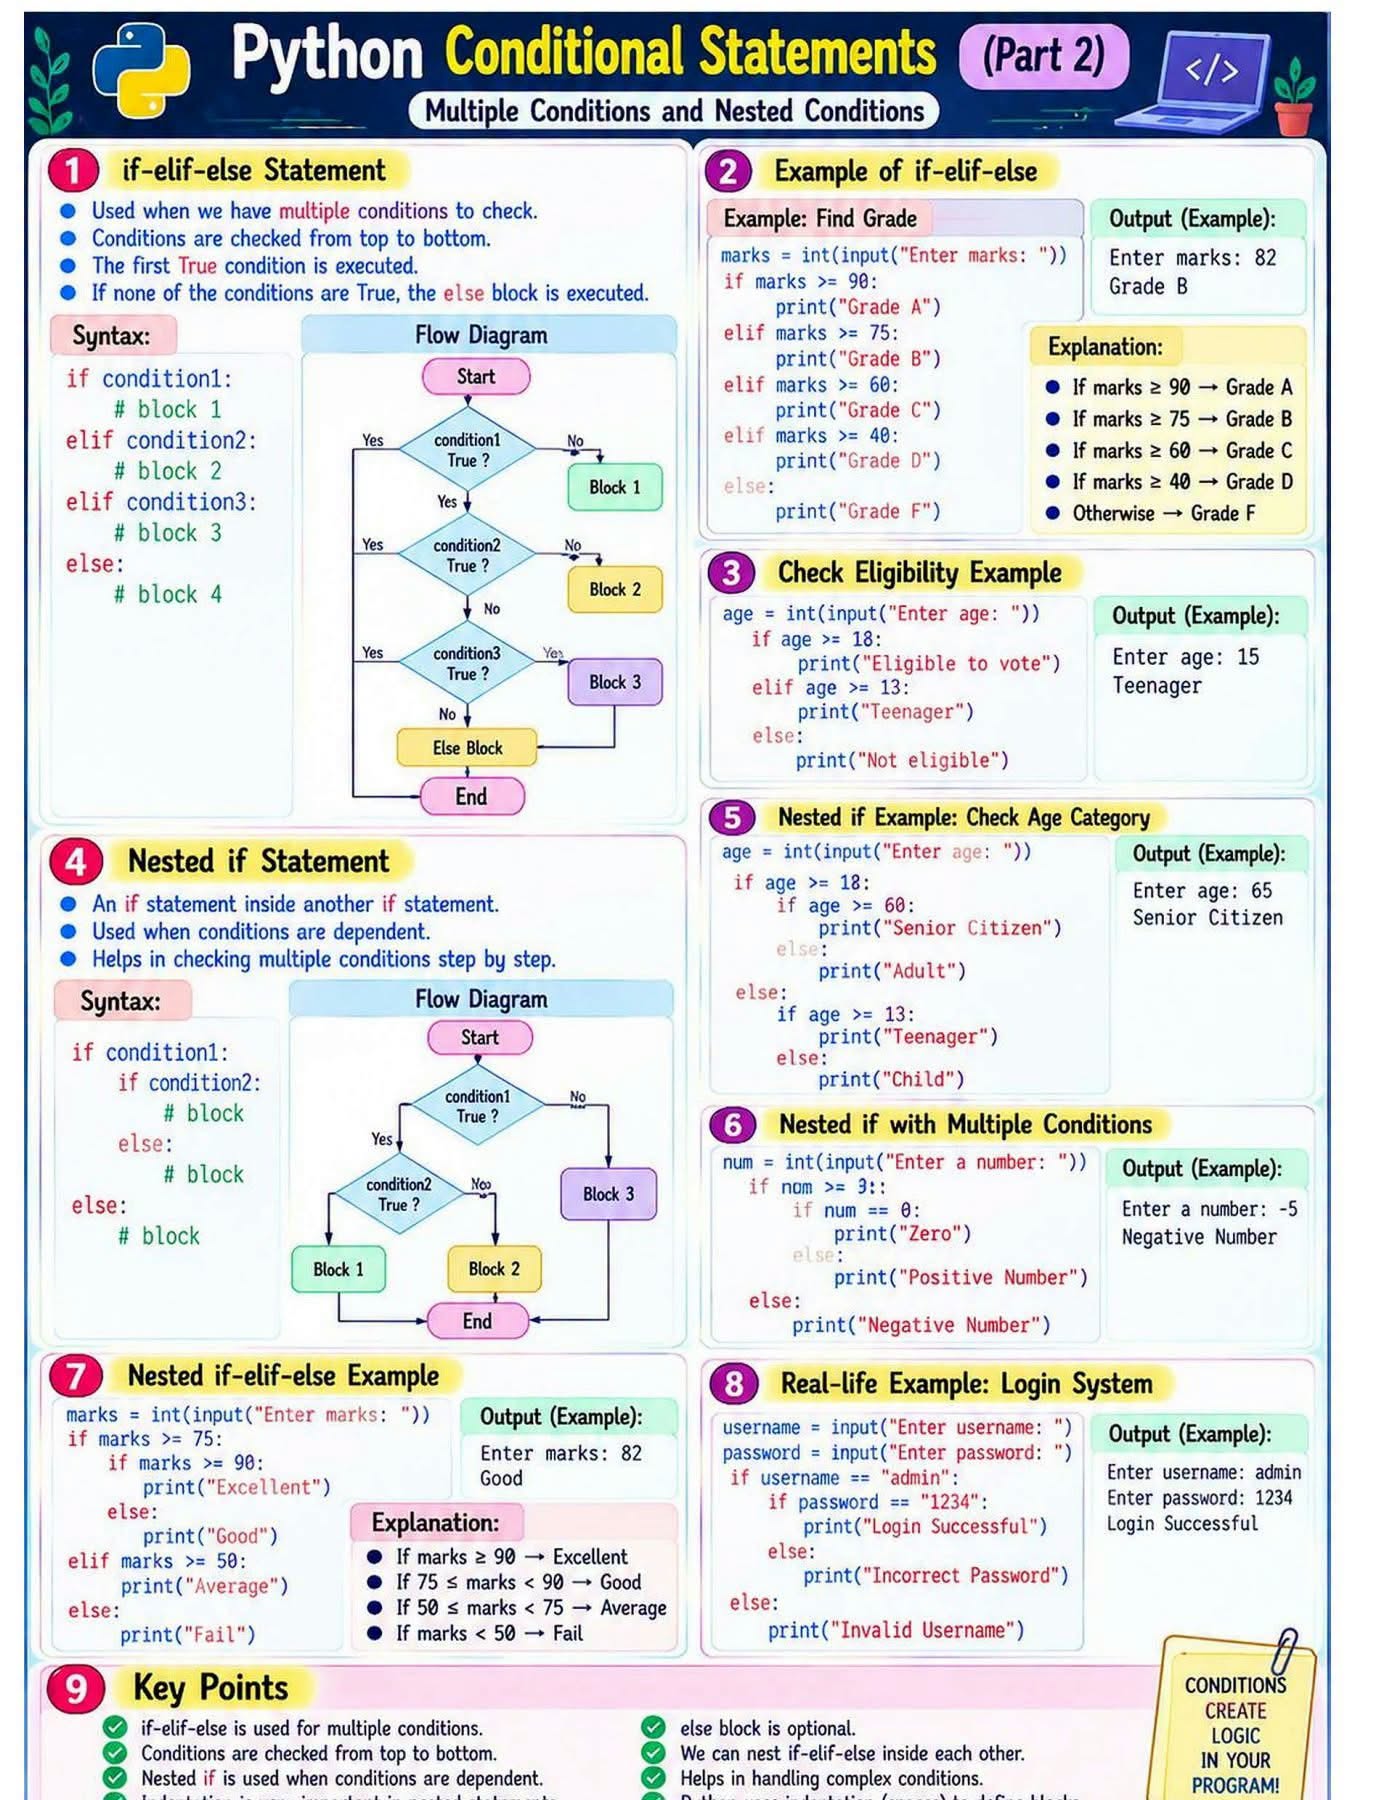 Python Conditional Statements (Part 2)
Multiple Conditions and Nested Conditions
</>
1 if-elif-else Statement
Used when we have multiple conditions to check.
Conditions are checked from top to bottom.
The first True condition is executed.
If none of the conditions are True, the else block is executed.
Syntax:
if condition1:
# block 1
elif condition2:
# block 2
elif condition3:
# block 3
else:
# block 4
Flow Diagram
Start
condition1
True ?
Yes
No
Block 1
Yes
condition2
True ?
Yes
No
Block 2
No
condition3
True ?
Yes
Yes
Block 3
No
Else Block
End
2 Example of if-elif-else
Example: Find Grade
marks = int(input("Enter marks: "))
if marks >= 90:
print("Grade A")
elif marks >= 75:
print("Grade B")
elif marks >= 60:
print("Grade C")
elif marks >= 40:
print("Grade D")
else:
print("Grade F")
Output (Example):
Enter marks: 82
Grade B
Explanation:
If marks ≥ 90 → Grade A
If marks ≥ 75 → Grade B
If marks ≥ 60 → Grade C
If marks ≥ 40 → Grade D
Otherwise → Grade F
3 Check Eligibility Example
age = int(input("Enter age: "))
if age >= 18:
print("Eligible to vote")
elif age >= 13:
print("Teenager")
else:
print("Not eligible")
Output (Example):
Enter age: 15
Teenager
4 Nested if Statement
An if statement inside another if statement.
Used when conditions are dependent.
Helps in checking multiple conditions step by step.
Syntax:
if condition1:
if condition2:
# block
else:
# block
else:
# block
Flow Diagram
Start
condition1
True ?
No
Yes
condition2
True ?
Block 3
Block 1
Block 2
End
5 Nested if Example: Check Age Category
age = int(input("Enter age: "))
if age >= 18:
if age >= 60:
print("Senior Citizen")
else:
print("Adult")
else:
if age >= 13:
print("Teenager")
else:
print("Child")
Output (Example):
Enter age: 65
Senior Citizen
6 Nested if with Multiple Conditions
num = int(input("Enter a number: "))
if >=
if num == 0:
print("Zero")
else:
print("Positive Number")
else:
print("Negative Number")
Output (Example):
Enter a number: -5
Negative Number
7 Nested if-elif-else Example
marks = int(input("Enter marks: "))
if marks >= 75:
if marks >= 90:
print("Excellent")
else:
print("Good")
elif marks >= 50:
print("Average")
else:
print("Fail")
Output (Example):
Enter marks: 82
Good
Explanation:
If marks ≥ 90 → Excellent
If 75 ≤ marks < 90 → Good
If 50 ≤ marks < 75 → Average
If marks < 50 → Fail
8 Real-life Example: Login System
username = input("Enter username: ")
password = input("Enter password: ")
if username == "admin":
if password == "1234":
print("Login Successful")
else:
print("Incorrect Password")
else:
print("Invalid Username")
Output (Example):
Enter username: admin
Enter password: 1234
Login Successful
9 Key Points
if-elif-else is used for multiple conditions.
Conditions are checked from top to bottom.
Nested if is used when conditions are dependent.
else block is optional.
We can nest if-elif-else inside each other.
Helps in handling complex conditions.
CONDITIONS
CREATE
LOGIC
IN YOUR
PROGRAM!